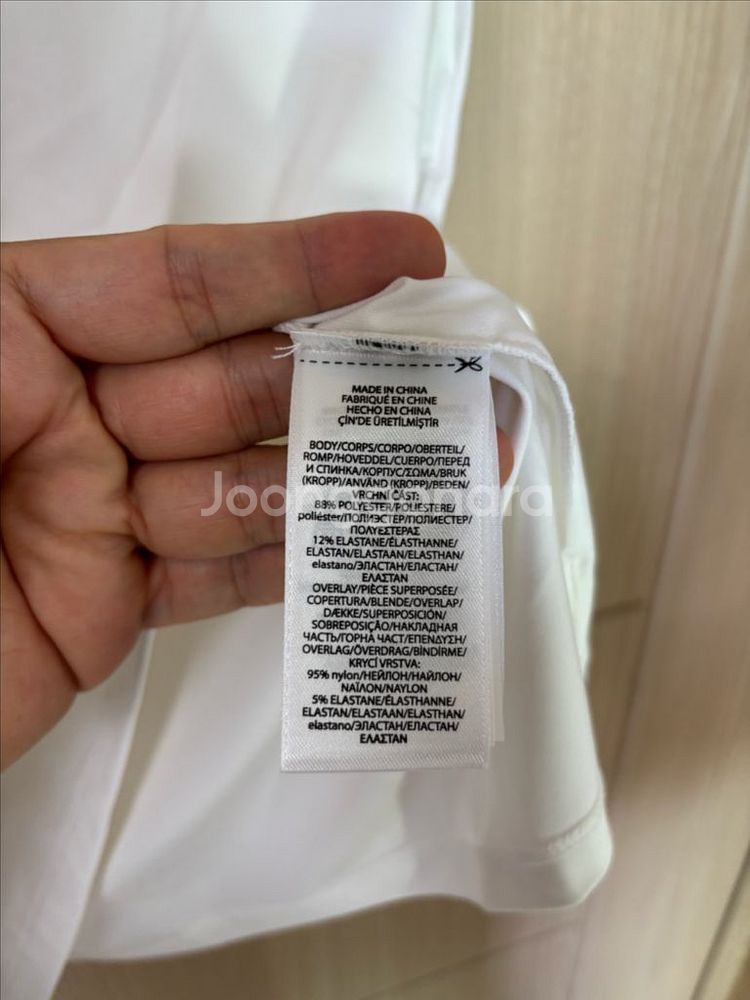 MADE IN CHINA
FABRIQUÉ EN CHINE
HECHO EN CHINA
ÇİN'DE ÜRETİLMİŞTİR
BODY/CORPS/CORPO/OBERTEIL/
ROMP/HOVEDDEL/CUERPO/ПЕРЕД
И СПИНКА/КОРПУС/ΣΩΜΑ/BRUK
(KROPP)/ANVÄND (KROPP)/BEDEN/
VRCHNÍ ČÁST:
88% POLYESTER/POLIESTERE/
poliéster/ПОЛИЭСТЕР/ПОЛИЕСТЕР/
ΠΟΛΥΕΣΤΕΡΑΣ
12% ELASTANE/ÉLASTHANNE/
ELASTAN/ELASTAAN/ELASTHAN/
elastano/ЭЛАСТАН/ЕЛАСТАН/
ΕΛΑΣΤΑΝ
OVERLAY/PIÈCE SUPERPOSÉE/
COPERTURA/BLENDE/OVERLAP/
DÆKKE/SUPERPOSICIÓN/
SOBREPOSIÇÃO/НАКЛАДНАЯ
ЧАСТЬ/ГОРНА ЧАСТ/ΕΠΕΝΔΥΣΗ/
OVERLAG/ÖVERDRAG/BİNDİRME/
KRYCÍ VRSTVA:
95% nylon/НЕЙЛОН/НАЙЛОН/
ΝΑΪΛΟΝ/NAYLON
5% ELASTANE/ÉLASTHANNE/
ELASTAN/ELASTAAN/ELASTHAN/
elastano/ЭЛАСТАН/ЕЛАСТАН/
ΕΛΑΣΤΑΝ